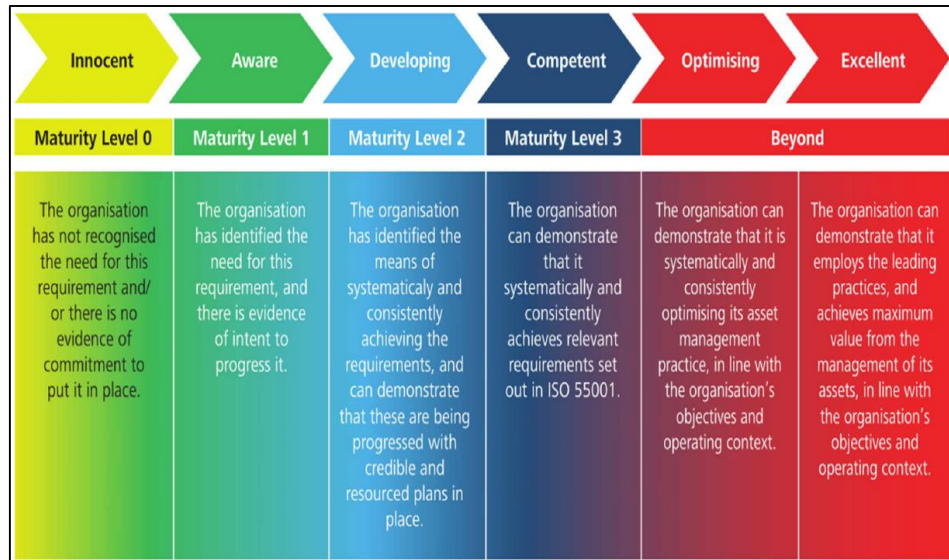 Innocent
Aware
Developing
Competent
Optimising
Excellent
Maturity Level 0
Maturity Level 1
Maturity Level 2
Maturity Level 3
Beyond
The organisation
has not recognised
the need for this
requirement and/
or there is no
evidence of
commitment to
put it in place.
The organisation
has identified the
need for this
requirement, and
there is evidence
of intent to
progress it.
The organisation
has identified the
means of
systematicaly and
consistently
achieving the
requirements, and
can demonstrate
that these are being
progressed with
credible and
resourced plans in
place.
The organisation
can demonstrate
that it
systematically and
consistently
achieves relevant
requirements set
out in ISO 55001.
The organisation can
demonstrate that it is
systematically and
consistently
optimising its asset
management
practice, in line with
the organisation’s
objectives and
operating context.
The organisation can
demonstrate that it
employs the leading
practices, and
achieves maximum
value from the
management of its
assets, in line with
the organisation’s
objectives and
operating context.